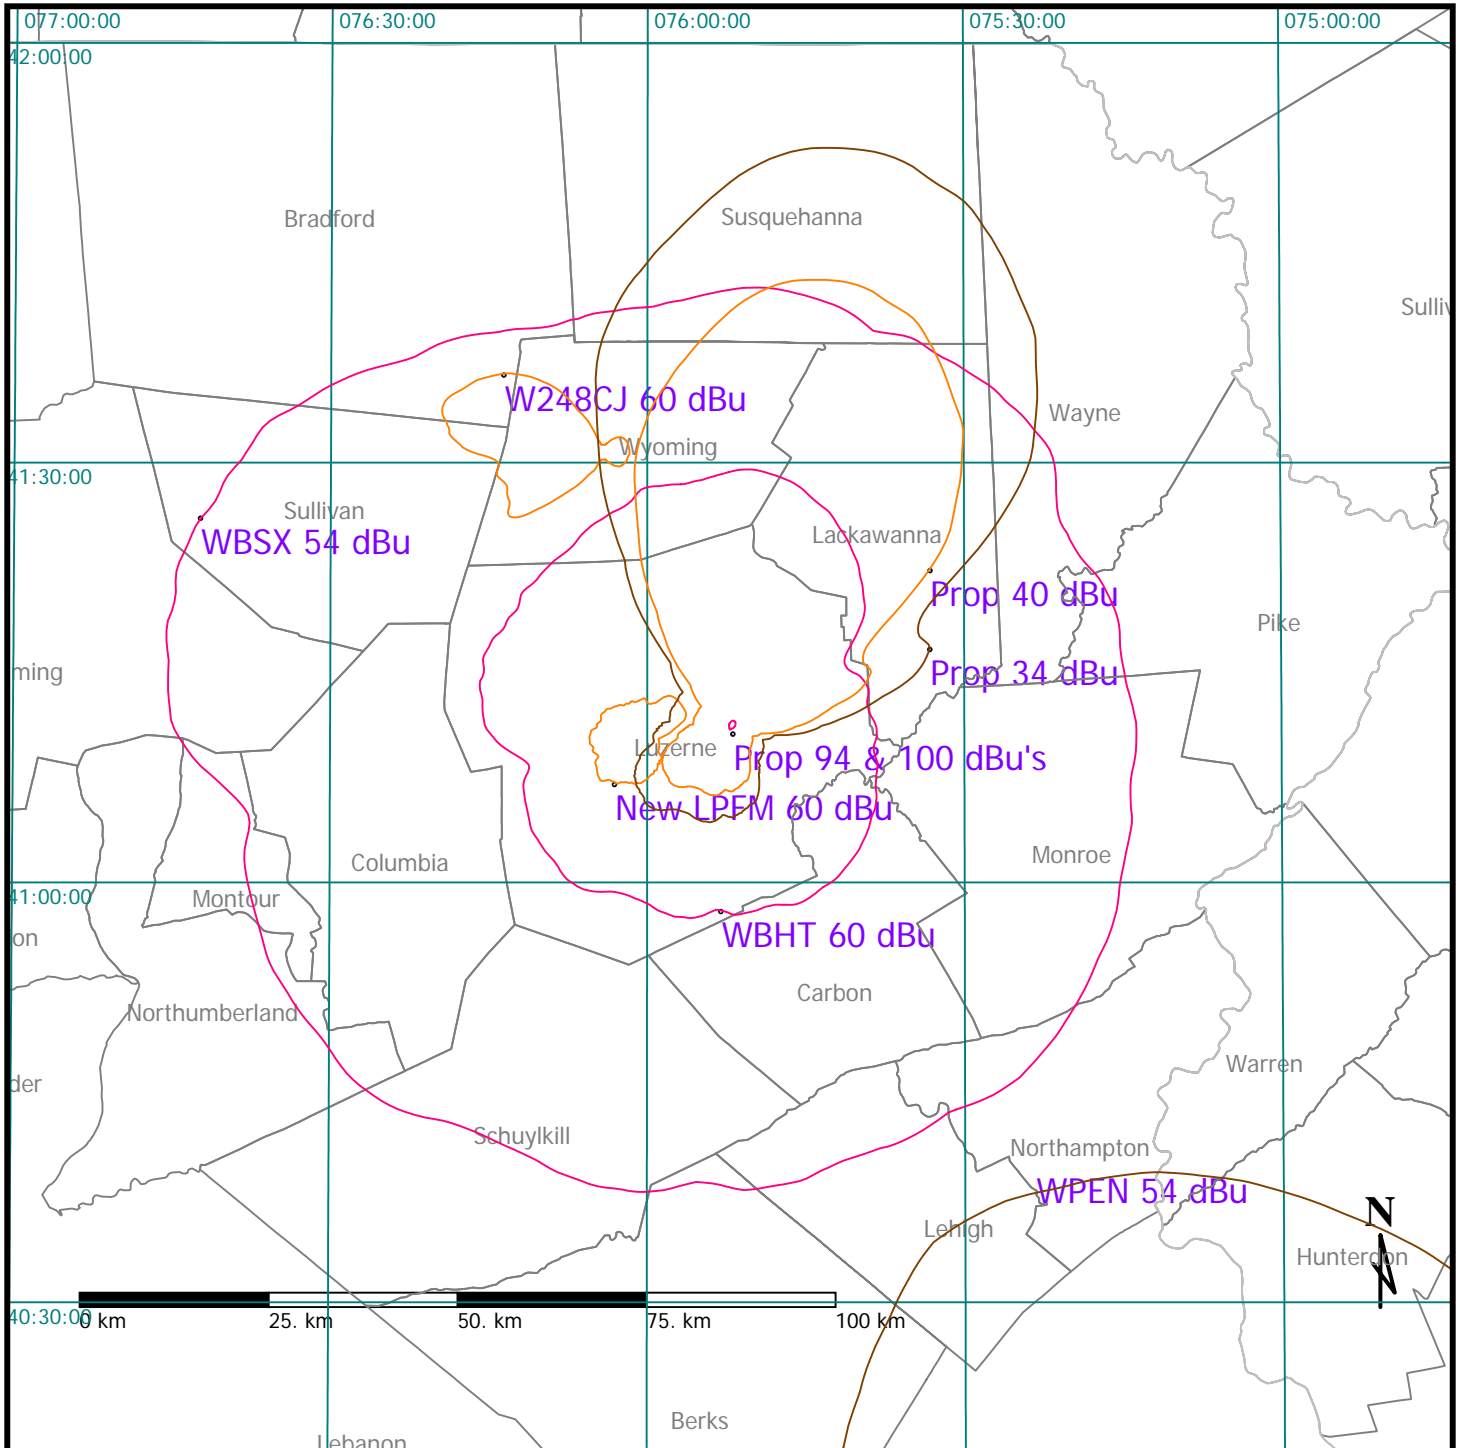 077:00:00
076:30:00
076:00:00
075:30:00
075:00:00
42:00:00
Bradford
Susquehanna
Sulliv
W248CJ 60 dBu
Wayne
Wyoming
41:30:00
Sullivan
WBSX 54 dBu
Lackawanna
Prop 40 dBu
Pike
ming
Prop 34 dBu
Luzerne
Prop 94 & 100 dBu's
New LPFM 60 dBu
Columbia
Monroe
41:00:00
Montour
on
WBHT 60 dBu
Carbon
Northumberland
Warren
der
Schuylkill
Northampton
WPEN 54 dBu
N
Lehigh
Hunterdon
40:30:00
0 km
25. km
50. km
75. km
100 km
Berks
Lebanon